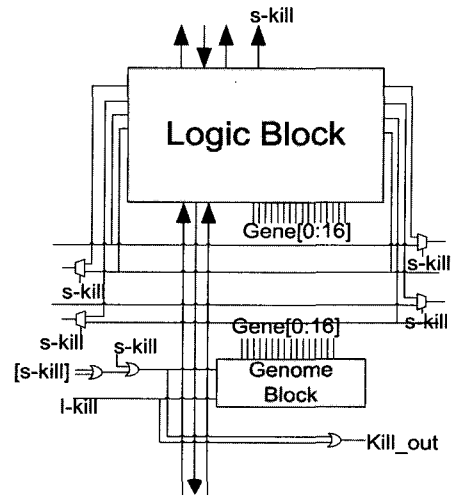 s-kill
Logic Block
Gene[0:16]
s-kill
s-kill
s-kill
s-kill
Gene[0:16]
s-kill
[s-kill]
Genome
Block
l-kill
Kill_out